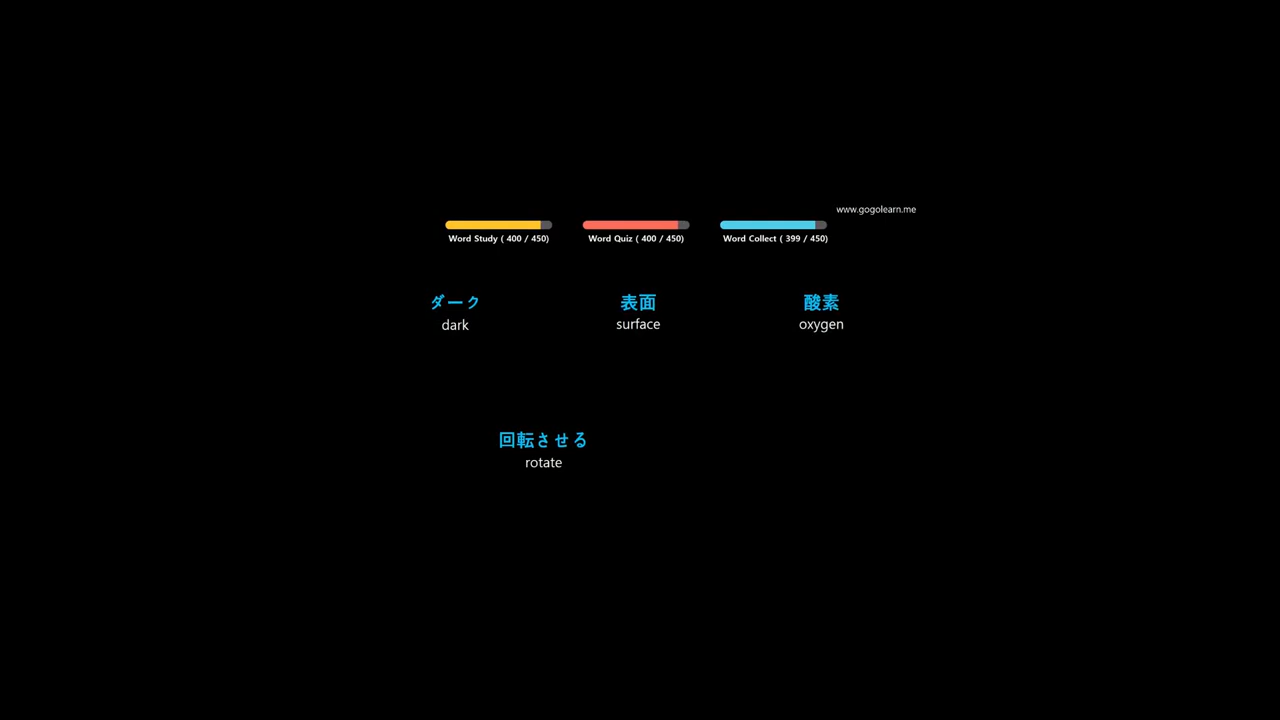 www.gogolearn.me
Word Study ( 400 / 450)
Word Quiz ( 400 / 450)
Word Collect ( 399 / 450)
ダーク
dark
表面
surface
酸素
oxygen
回転させる
rotate